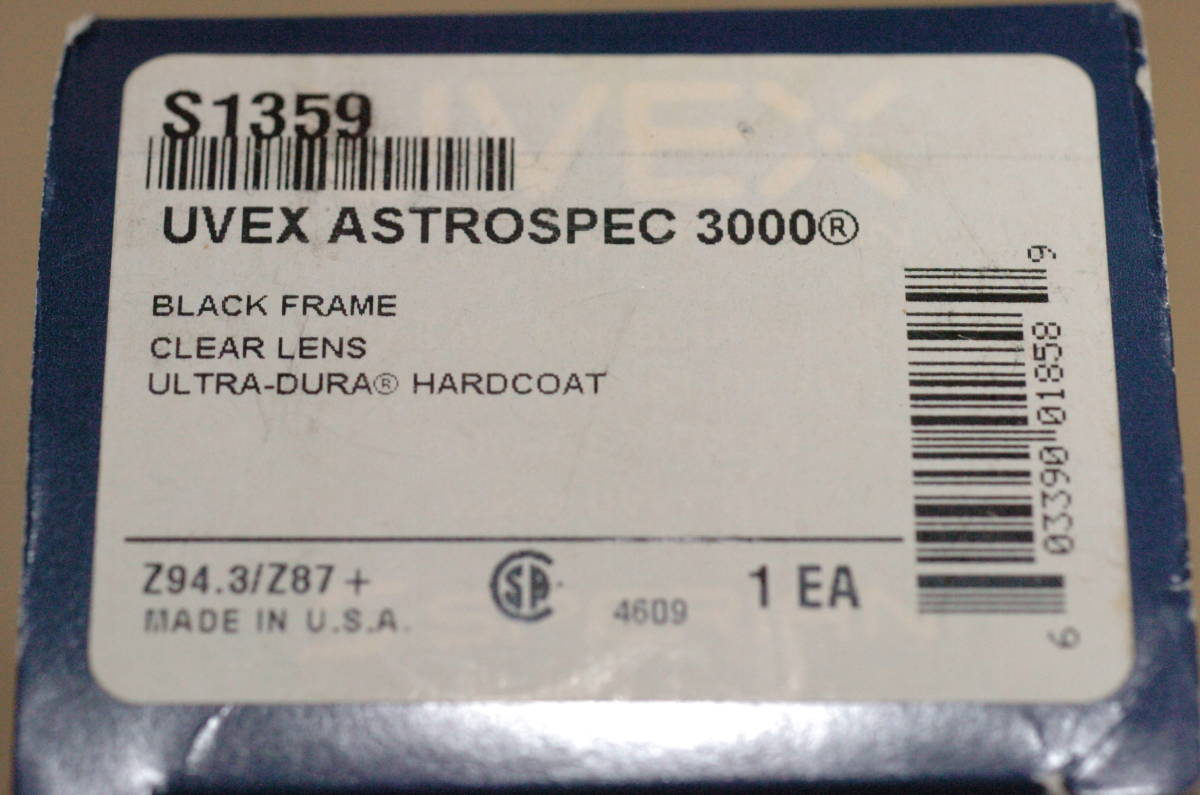 S1359
UVEX ASTROSPEC 3000®
BLACK FRAME
CLEAR LENS
ULTRA-DURA® HARDCOAT
Z94.3/Z87+
MADE IN U.S.A.
4609
1 EA
6 03390 01858 9
UVEX